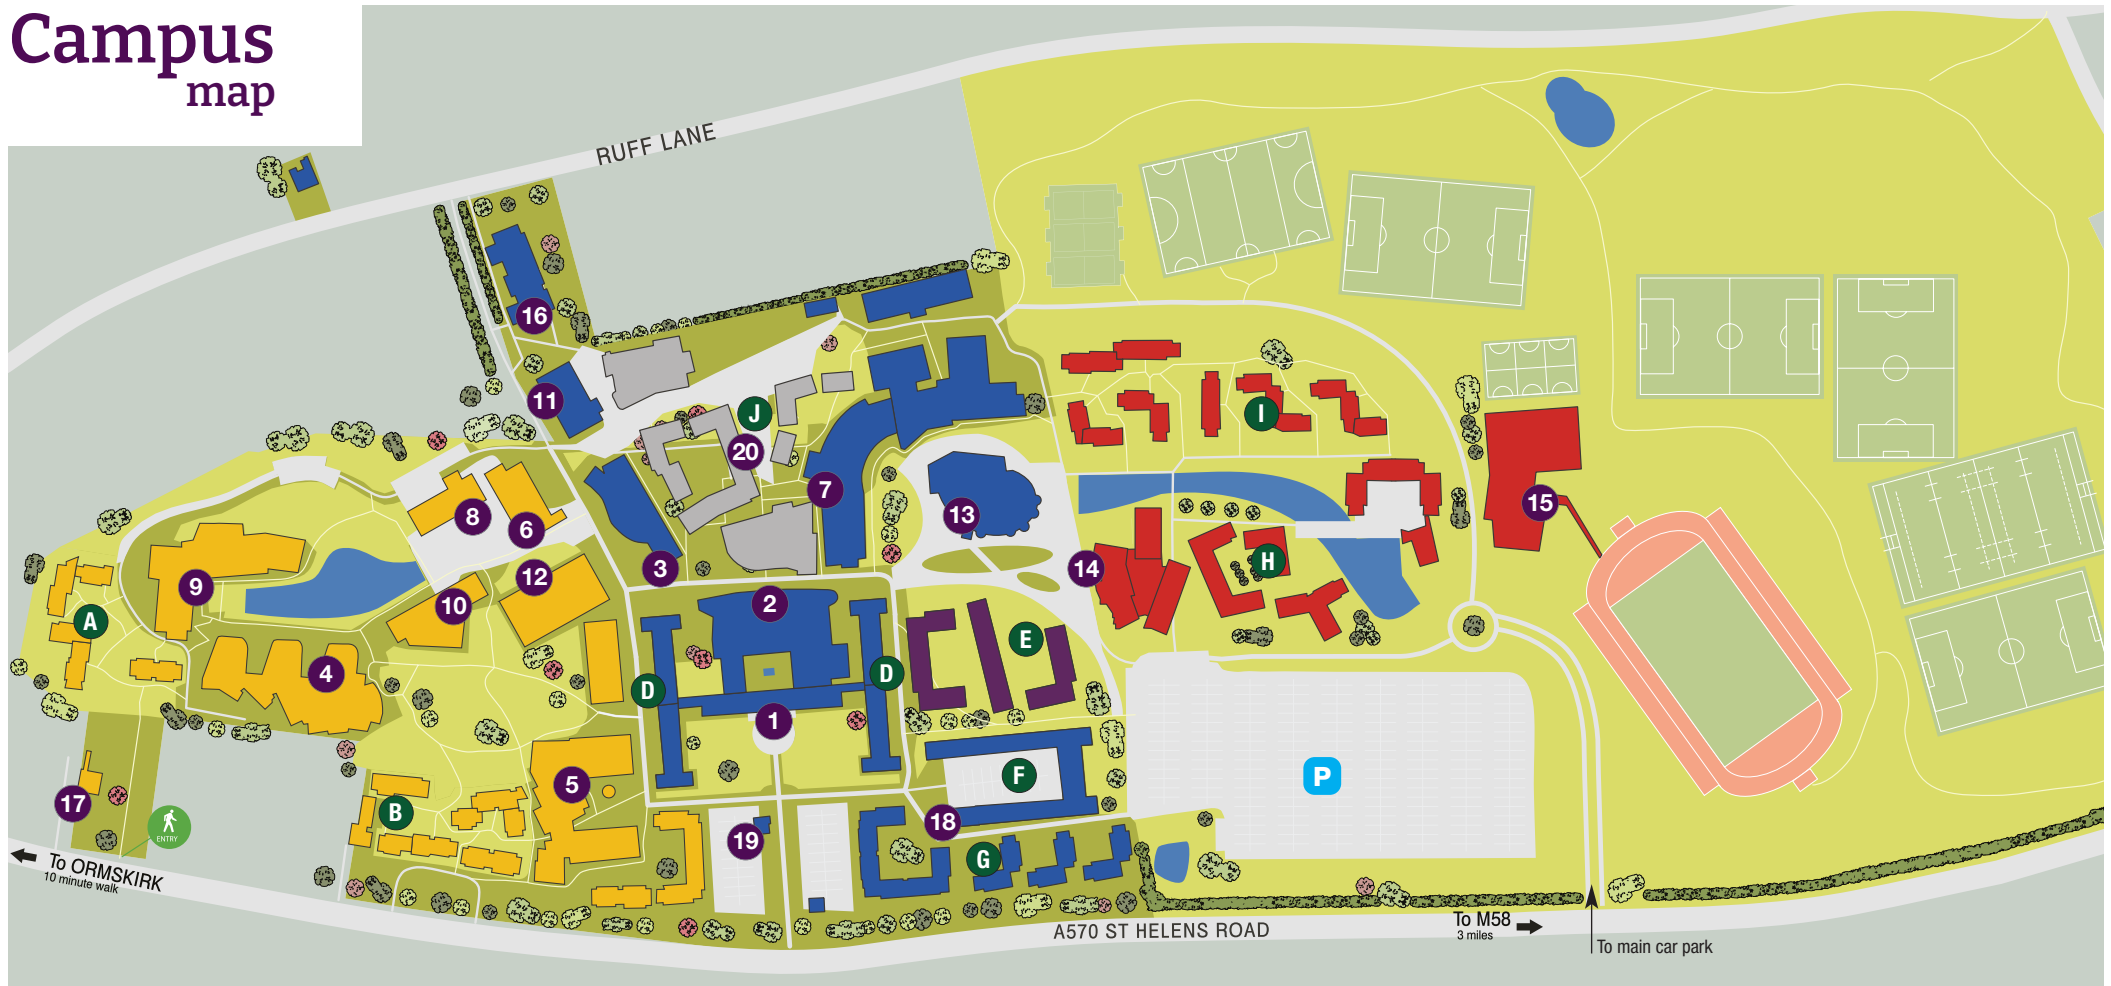 Campus
map
RUFF LANE
16
11
J
20
I
7
8
6
13
15
3
14
H
12
9
10
2
A
E
4
D
D
1
5
F
P
17
B
18
19
G
ENTRY
To ORMSKIRK
10 minute walk
A570 ST HELENS ROAD
To M58
3 miles
To main car park